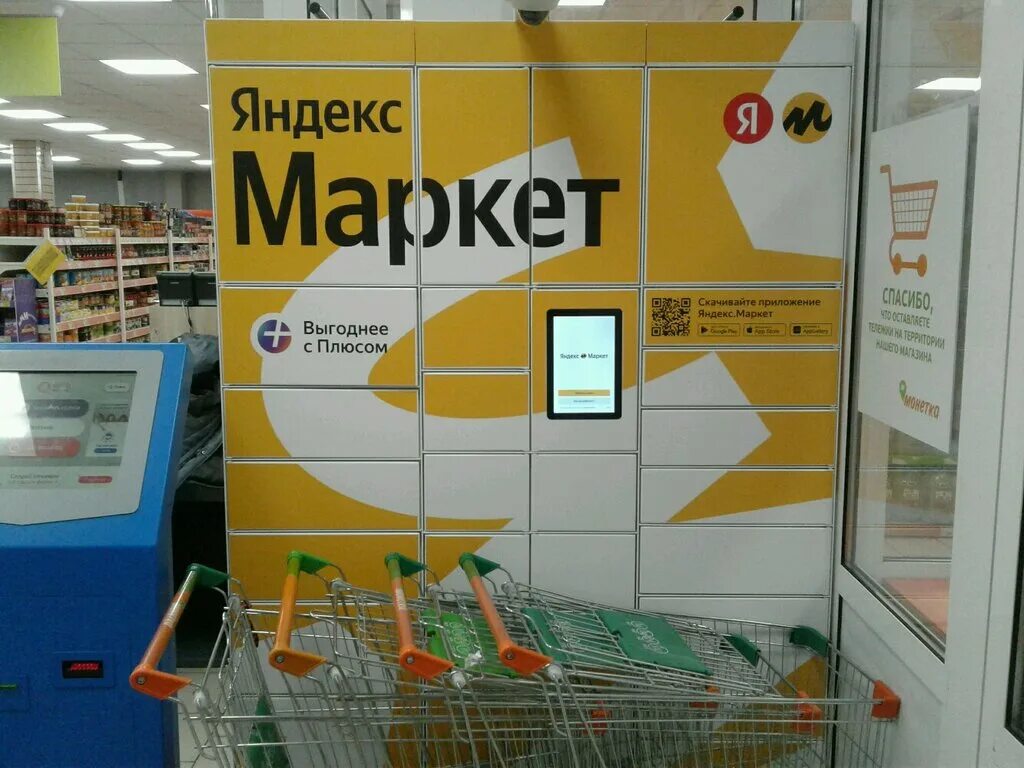 Яндекс
Маркет
Я
м
Выгоднее
с Плюсом
Яндекс Маркет
Скачивайте приложение
Яндекс.Маркет
Google Play
App Store
AppGallery
СПАСИБО,
ЧТО ОСТАВЛЯЕТЕ
ТЕЛЕЖКИ НА ТЕРРИТОРИИ
НАШЕГО МАГАЗИНА
монетка